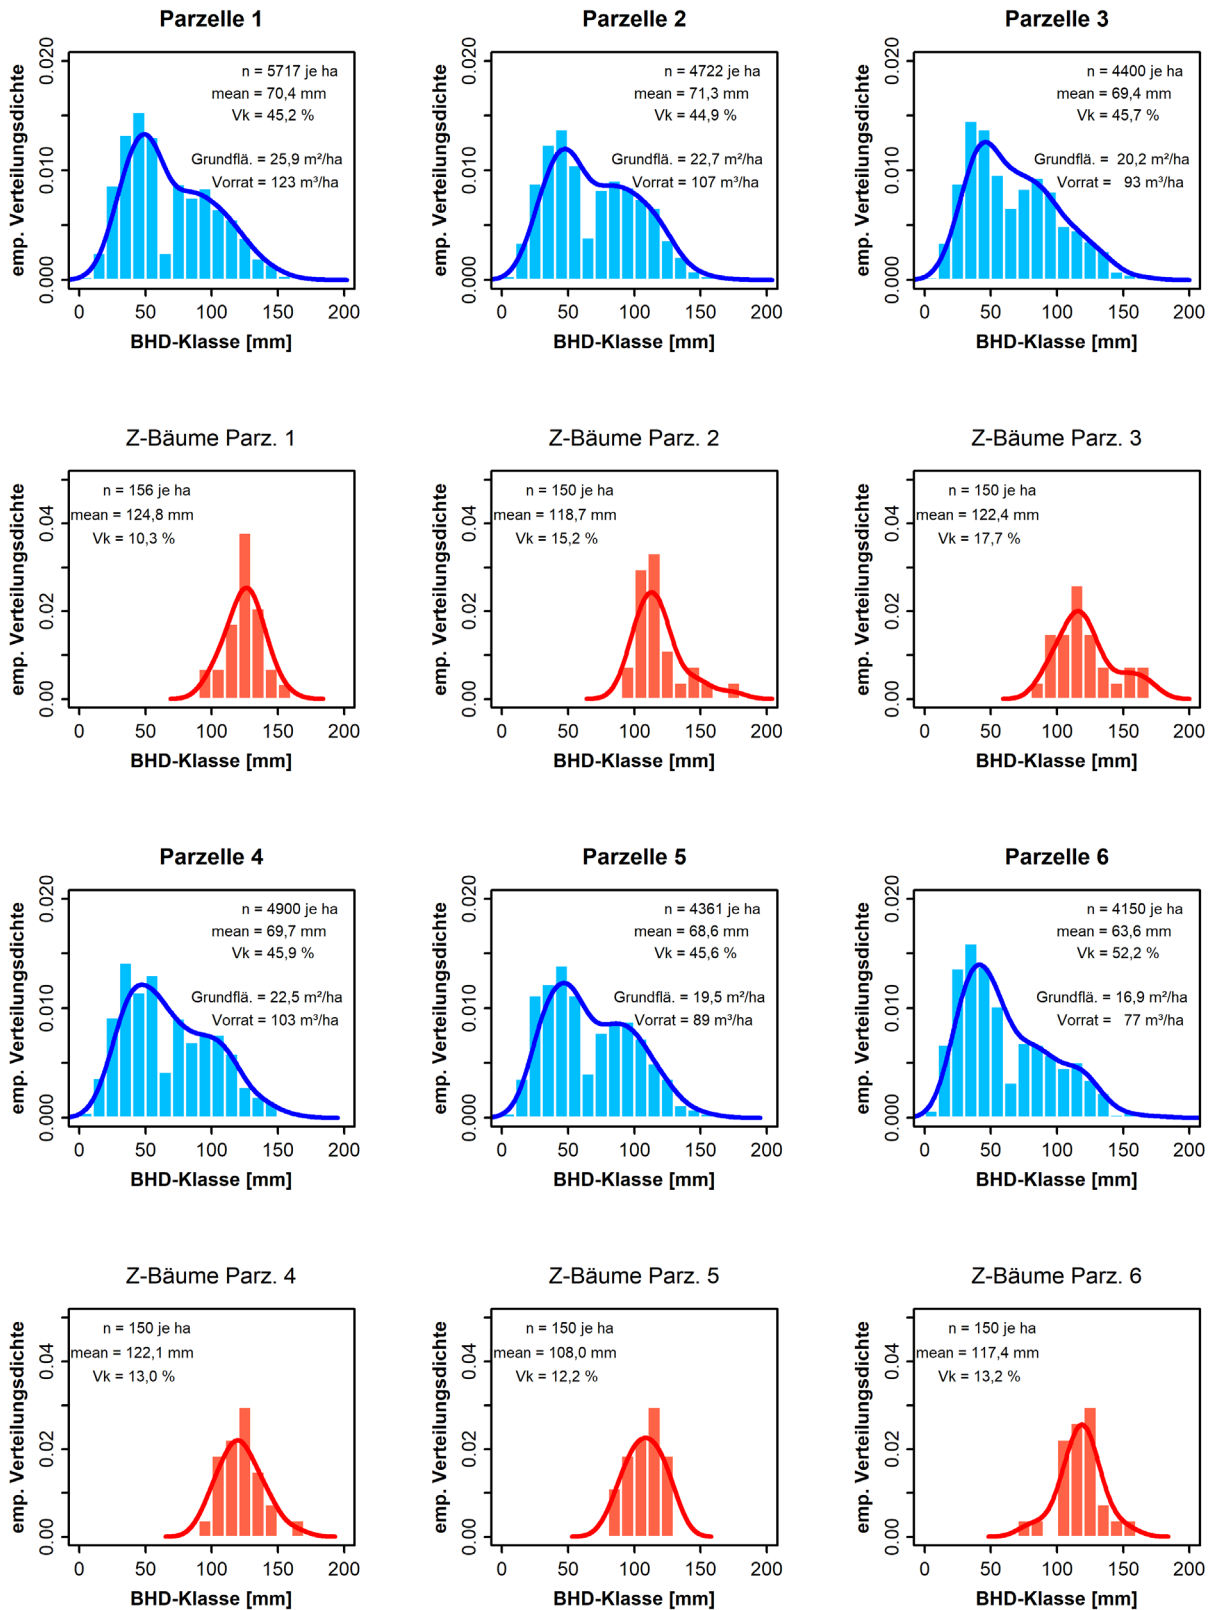 Parzelle 1
n = 5717 je ha
mean = 70,4 mm
Vk = 45,2 %
Grundflä. = 25,9 m²/ha
Vorrat = 123 m³/ha
emp. Verteilungsdichte
0.000
0.010
0.020
0 50 100 150 200
BHD-Klasse [mm]
Parzelle 2
n = 4722 je ha
mean = 71,3 mm
Vk = 44,9 %
Grundflä. = 22,7 m²/ha
Vorrat = 107 m³/ha
emp. Verteilungsdichte
0.000
0.010
0.020
0 50 100 150 200
BHD-Klasse [mm]
Parzelle 3
n = 4400 je ha
mean = 69,4 mm
Vk = 45,7 %
Grundflä. = 20,2 m²/ha
Vorrat = 93 m³/ha
emp. Verteilungsdichte
0.000
0.010
0.020
0 50 100 150 200
BHD-Klasse [mm]
Z-Bäume Parz. 1
n = 156 je ha
mean = 124,8 mm
Vk = 10,3 %
emp. Verteilungsdichte
0.00
0.02
0.04
0 50 100 150 200
BHD-Klasse [mm]
Z-Bäume Parz. 2
n = 150 je ha
mean = 118,7 mm
Vk = 15,2 %
emp. Verteilungsdichte
0.00
0.02
0.04
0 50 100 150 200
BHD-Klasse [mm]
Z-Bäume Parz. 3
n = 150 je ha
mean = 122,4 mm
Vk = 17,7 %
emp. Verteilungsdichte
0.00
0.02
0.04
0 50 100 150 200
BHD-Klasse [mm]
Parzelle 4
n = 4900 je ha
mean = 69,7 mm
Vk = 45,9 %
Grundflä. = 22,5 m²/ha
Vorrat = 103 m³/ha
emp. Verteilungsdichte
0.000
0.010
0.020
0 50 100 150 200
BHD-Klasse [mm]
Parzelle 5
n = 4361 je ha
mean = 68,6 mm
Vk = 45,6 %
Grundflä. = 19,5 m²/ha
Vorrat = 89 m³/ha
emp. Verteilungsdichte
0.000
0.010
0.020
0 50 100 150 200
BHD-Klasse [mm]
Parzelle 6
n = 4150 je ha
mean = 63,6 mm
Vk = 52,2 %
Grundflä. = 16,9 m²/ha
Vorrat = 77 m³/ha
emp. Verteilungsdichte
0.000
0.010
0.020
0 50 100 150 200
BHD-Klasse [mm]
Z-Bäume Parz. 4
n = 150 je ha
mean = 122,1 mm
Vk = 13,0 %
emp. Verteilungsdichte
0.00
0.02
0.04
0 50 100 150 200
BHD-Klasse [mm]
Z-Bäume Parz. 5
n = 150 je ha
mean = 108,0 mm
Vk = 12,2 %
emp. Verteilungsdichte
0.00
0.02
0.04
0 50 100 150 200
BHD-Klasse [mm]
Z-Bäume Parz. 6
n = 150 je ha
mean = 117,4 mm
Vk = 13,2 %
emp. Verteilungsdichte
0.00
0.02
0.04
0 50 100 150 200
BHD-Klasse [mm]